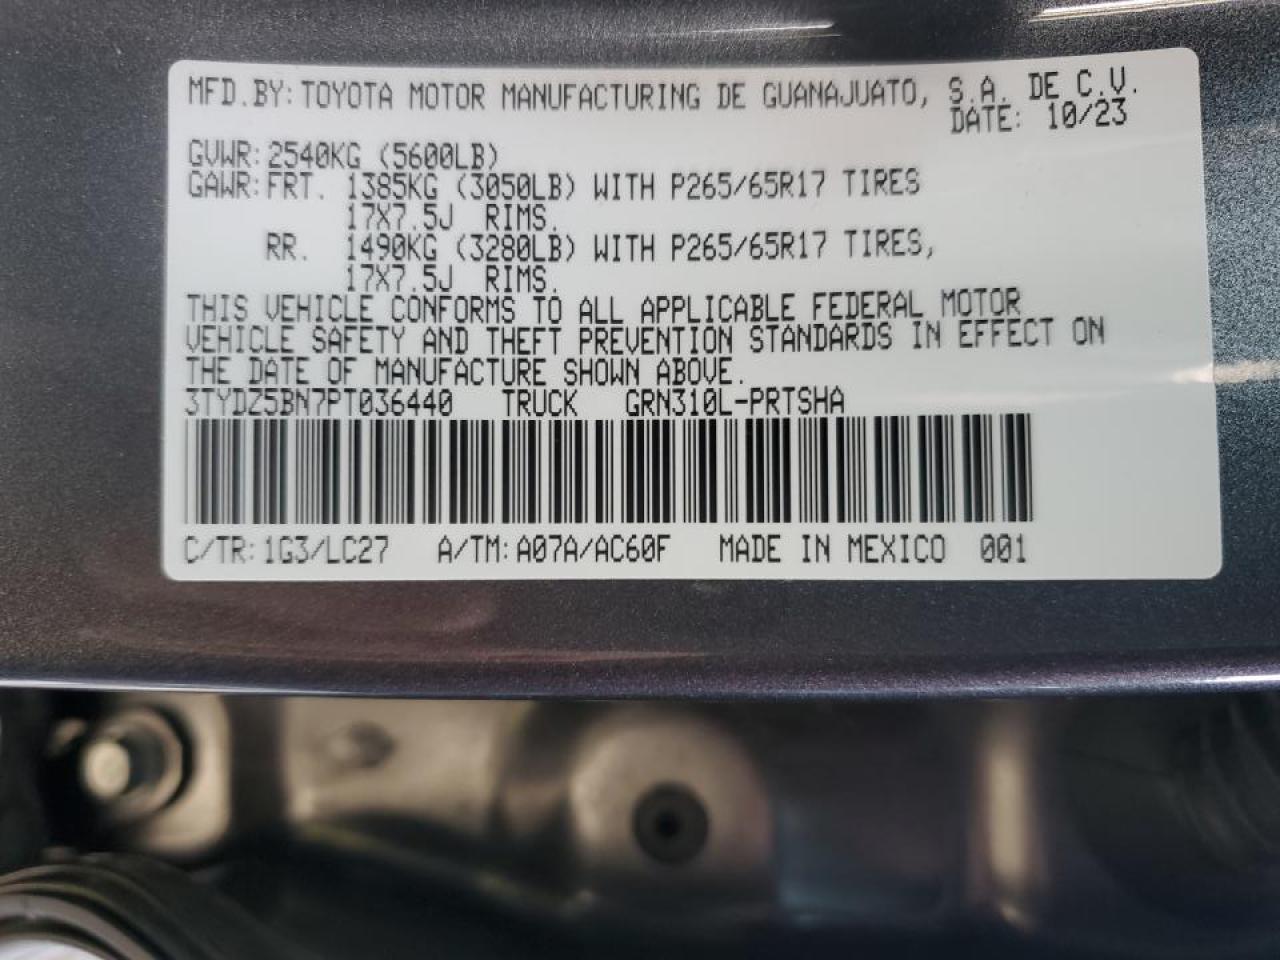 MFD.BY:TOYOTA MOTOR MANUFACTURING DE GUANAJUATO, S.A. DE C.V.
DATE: 10/23
GVWR:2540KG (5600LB)
GAWR:FRT. 1385KG (3050LB) WITH P265/65R17 TIRES
17X7.5J RIMS.
RR. 1490KG (3280LB) WITH P265/65R17 TIRES,
17X7.5J RIMS.
THIS VEHICLE CONFORMS TO ALL APPLICABLE FEDERAL MOTOR
VEHICLE SAFETY AND THEFT PREVENTION STANDARDS IN EFFECT ON
THE DATE OF MANUFACTURE SHOWN ABOVE.
3TYDZ5BN7PT036440 TRUCK GRN310L-PRTSHA
C/TR:1G3/LC27 A/TM:A07A/AC60F MADE IN MEXICO 001